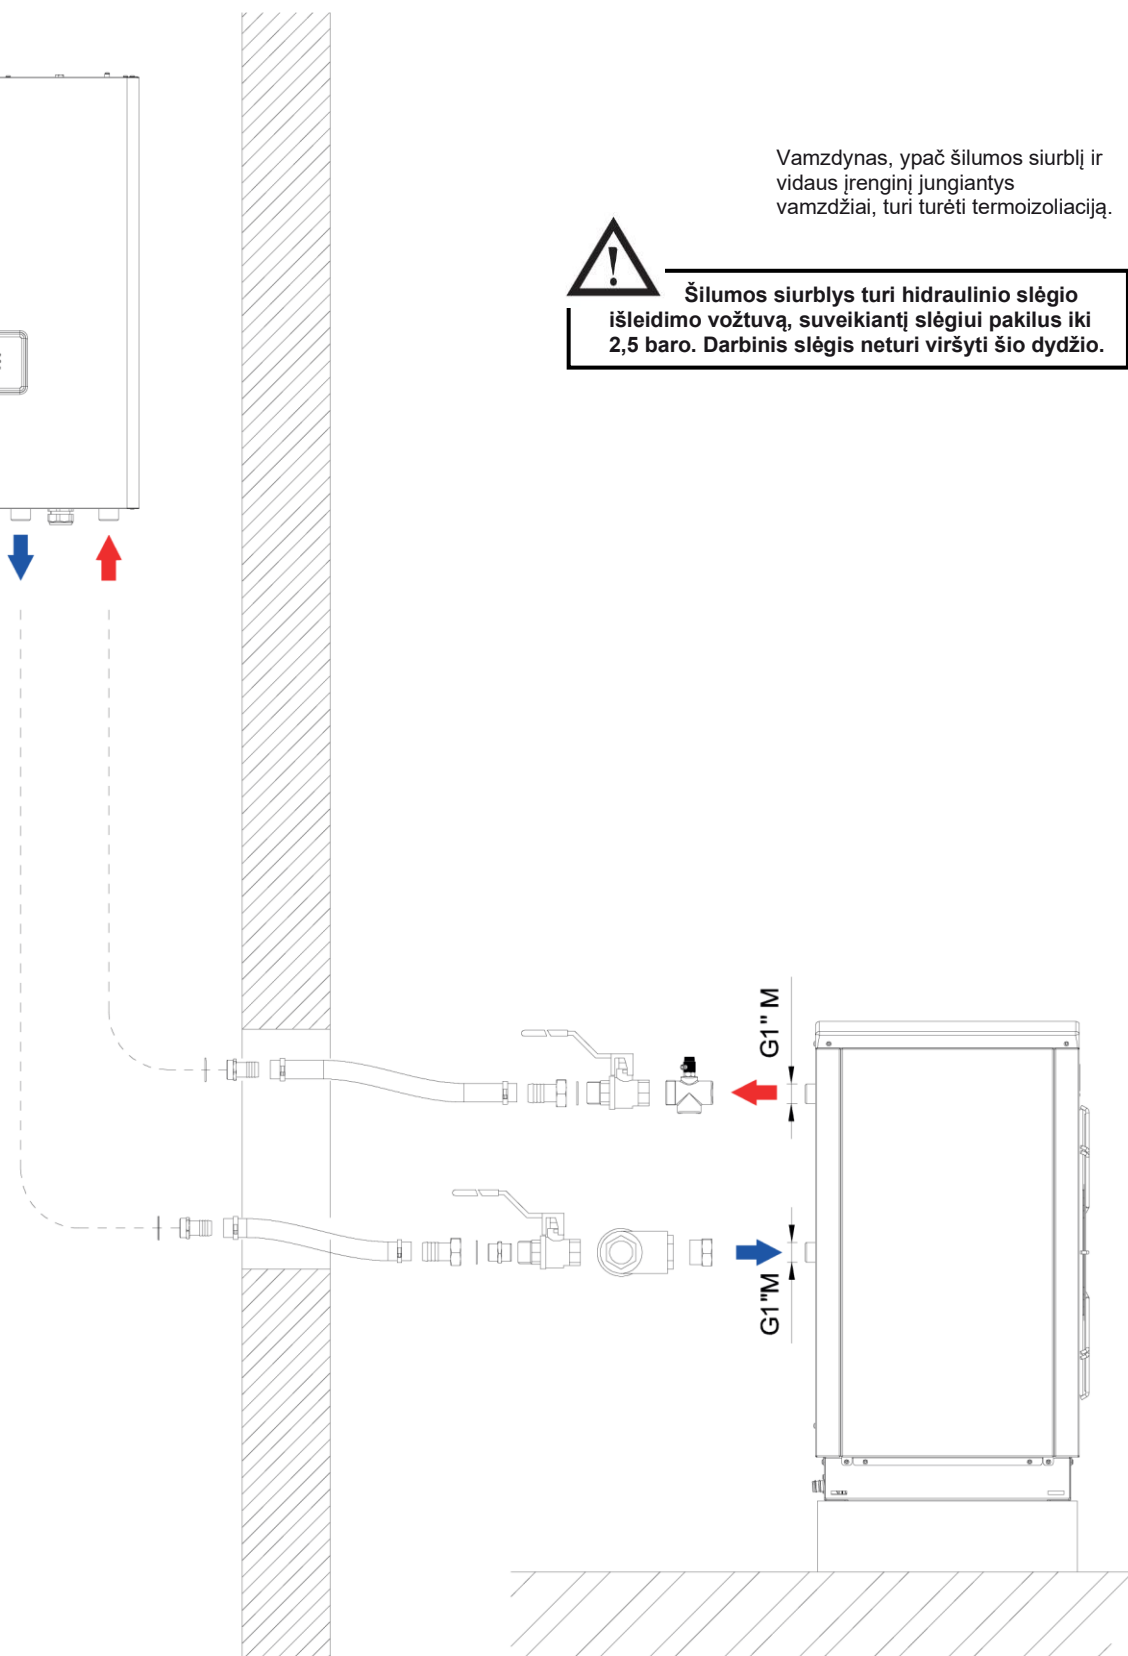 Vamzdynas, ypač šilumos siurblį ir
vidaus įrenginį jungiantys
vamzdžiai, turi turėti termoizoliaciją.
Šilumos siurblys turi hidraulinio slėgio
išleidimo vožtuvą, suveikiantį slėgiui pakilus iki
2,5 baro. Darbinis slėgis neturi viršyti šio dydžio.
G1" M
G1"M